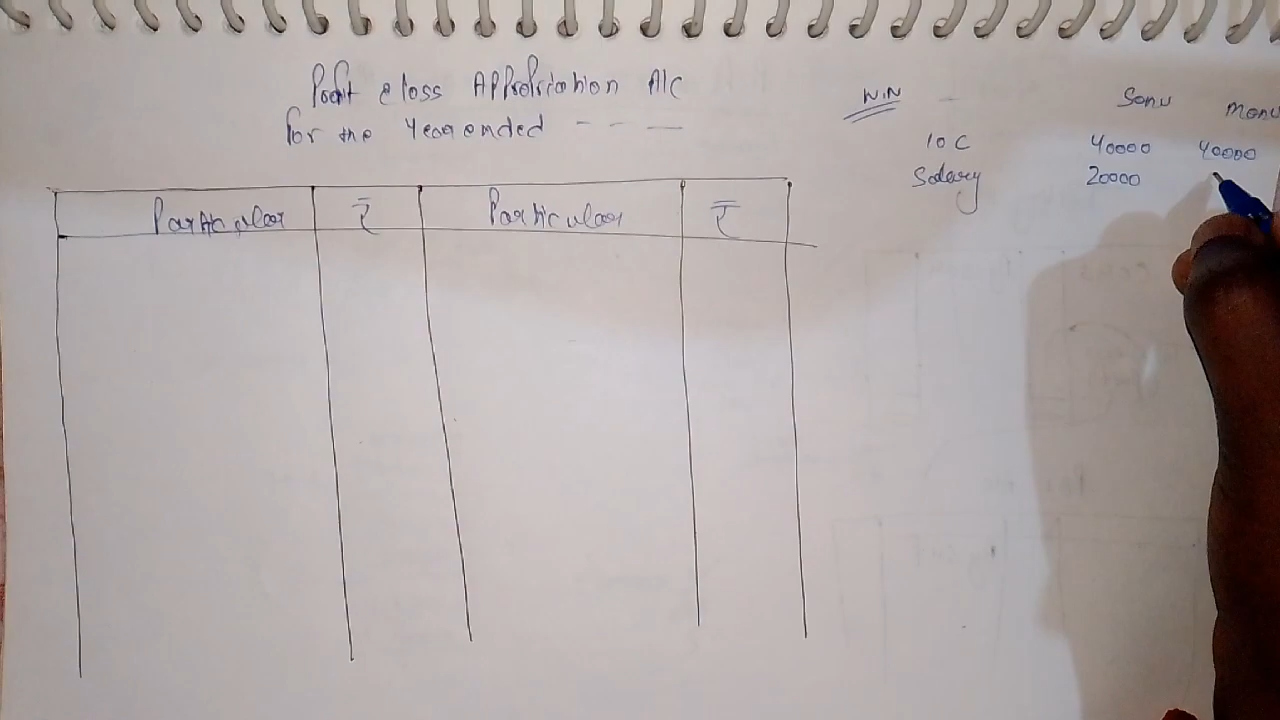 Profit & loss Appropriation A/c
for the Year ended - - -
Particular ₹ Particular ₹
W.N
Sonu Monu
IOC 40000 40000
Salary 20000